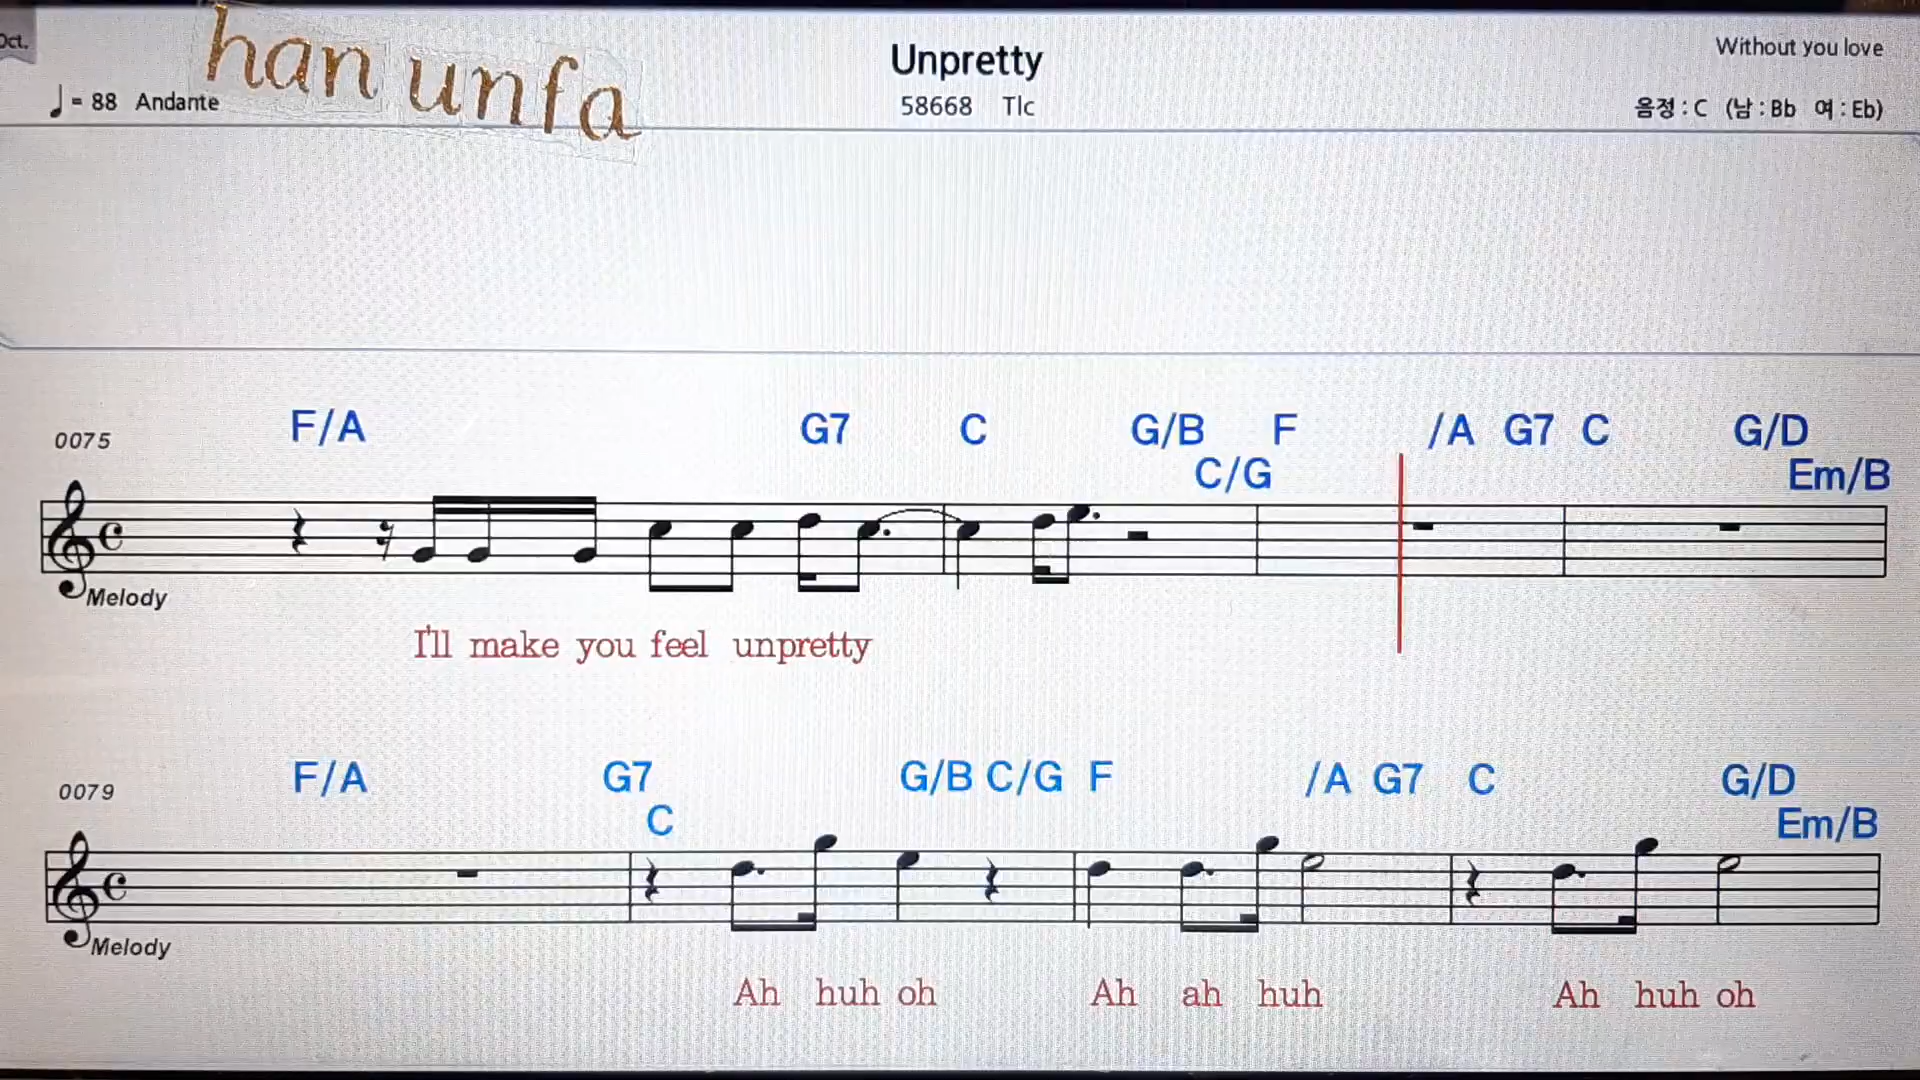 Oct.
han unfa
Unpretty
Without you love
♩= 88 Andante
58668 Tlc
음정 : C (남 : Bb 여 : Eb)
0075 F/A G7 C G/B F /A G7 C G/D
C/G Em/B
Melody
I'll make you feel unpretty
0079 F/A G7 G/B C/G F /A G7 C G/D
C Em/B
Melody
Ah huh oh Ah ah huh Ah huh oh